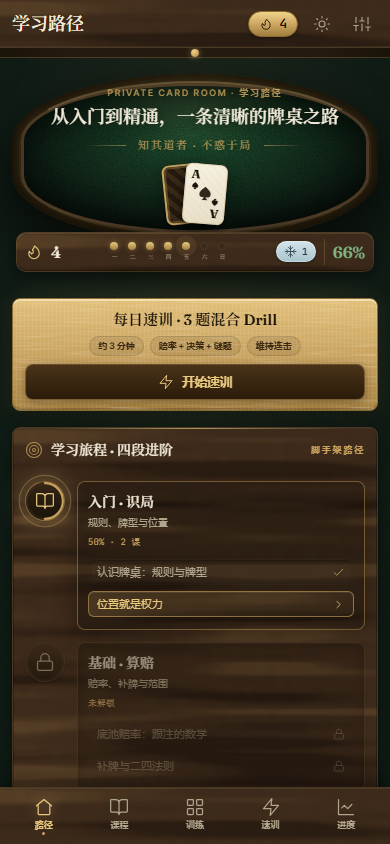 学习路径
4
PRIVATE CARD ROOM · 学习路径
从入门到精通，一条清晰的牌桌之路
知其道者 · 不惑于局
A
A
4
一 二 三 四 五 六 日
1
66%
每日速训 · 3 题混合 Drill
约 3 分钟
赔率 + 决策 + 谜题
维持连击
开始速训
学习旅程 · 四段进阶
脚手架路径
入门 · 识局
规则、牌型与位置
50% · 2 课
认识牌桌：规则与牌型
位置就是权力
基础 · 算赔
赔率、补牌与范围
未解锁
底池赔率：跟注的数学
补牌与二四法则
路径
课程
训练
速训
进度